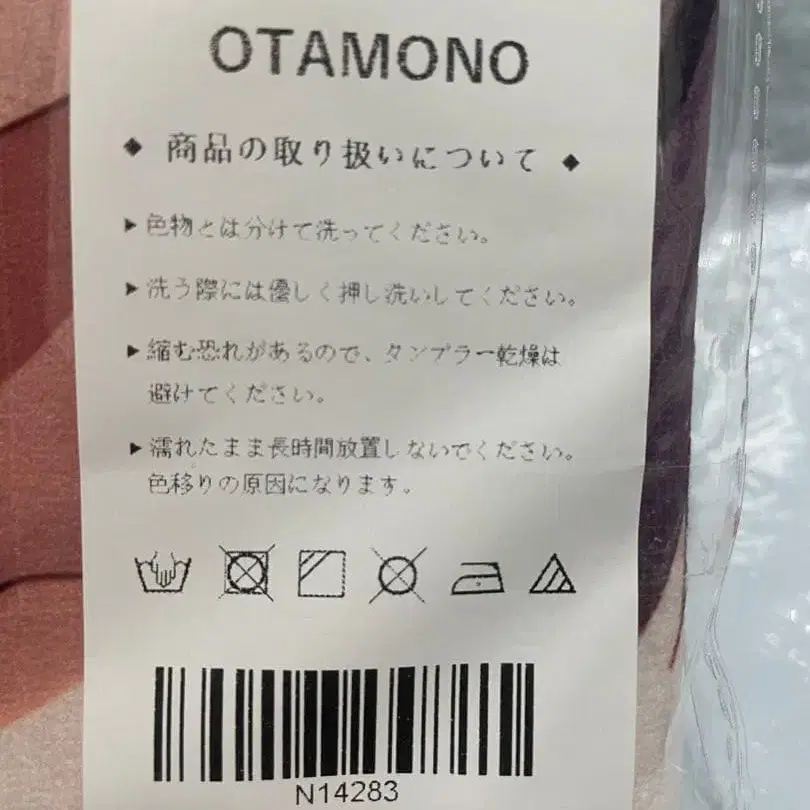 OTAMONO
◆ 商品の取り扱いについて ◆
▶色物とは分けて洗ってください。
▶洗う際には優しく押し洗いしてください。
▶縮む恐れがあるので、タンプラー乾燥は
避けてください。
▶濡れたまま長時間放置しないでください。
色移りの原因になります。
N14283